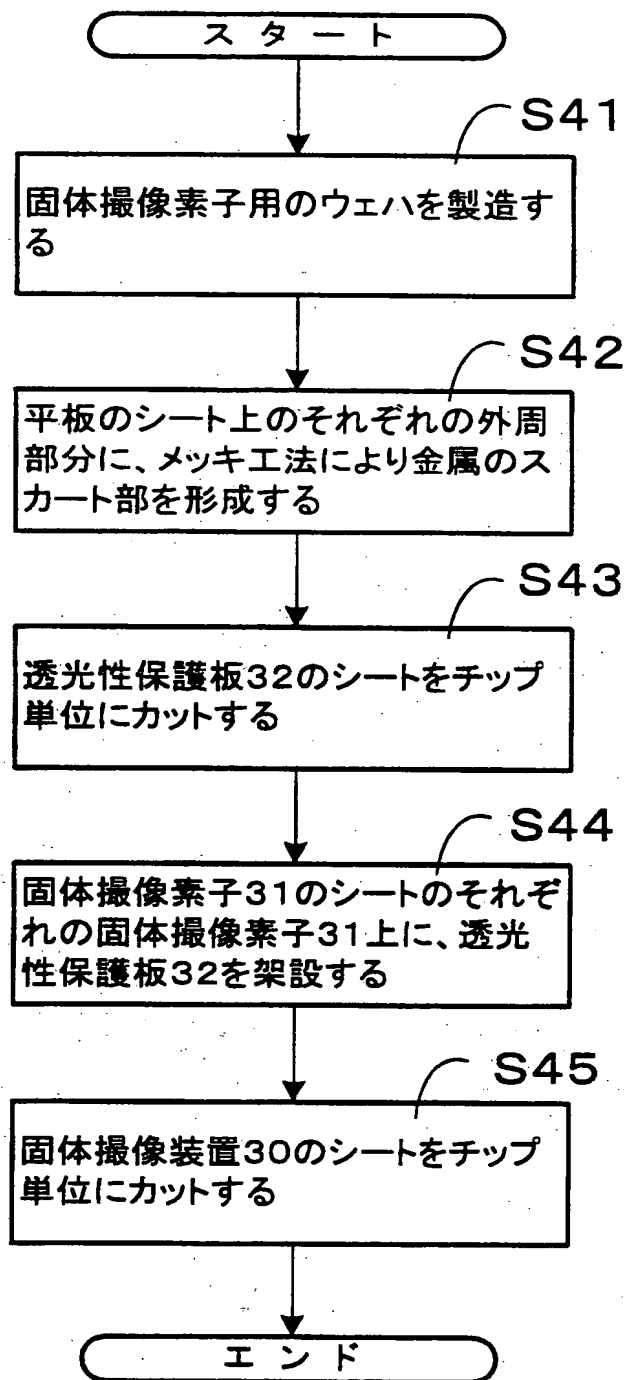 スタート
S41
固体撮像素子用のウェハを製造す
る
S42
平板のシート上のそれぞれの外周
部分に、メッキ工法により金属のス
カート部を形成する
S43
透光性保護板32のシートをチップ
単位にカットする
S44
固体撮像素子31のシートのそれぞ
れの固体撮像素子31上に、透光
性保護板32を架設する
S45
固体撮像装置30のシートをチップ
単位にカットする
エンド